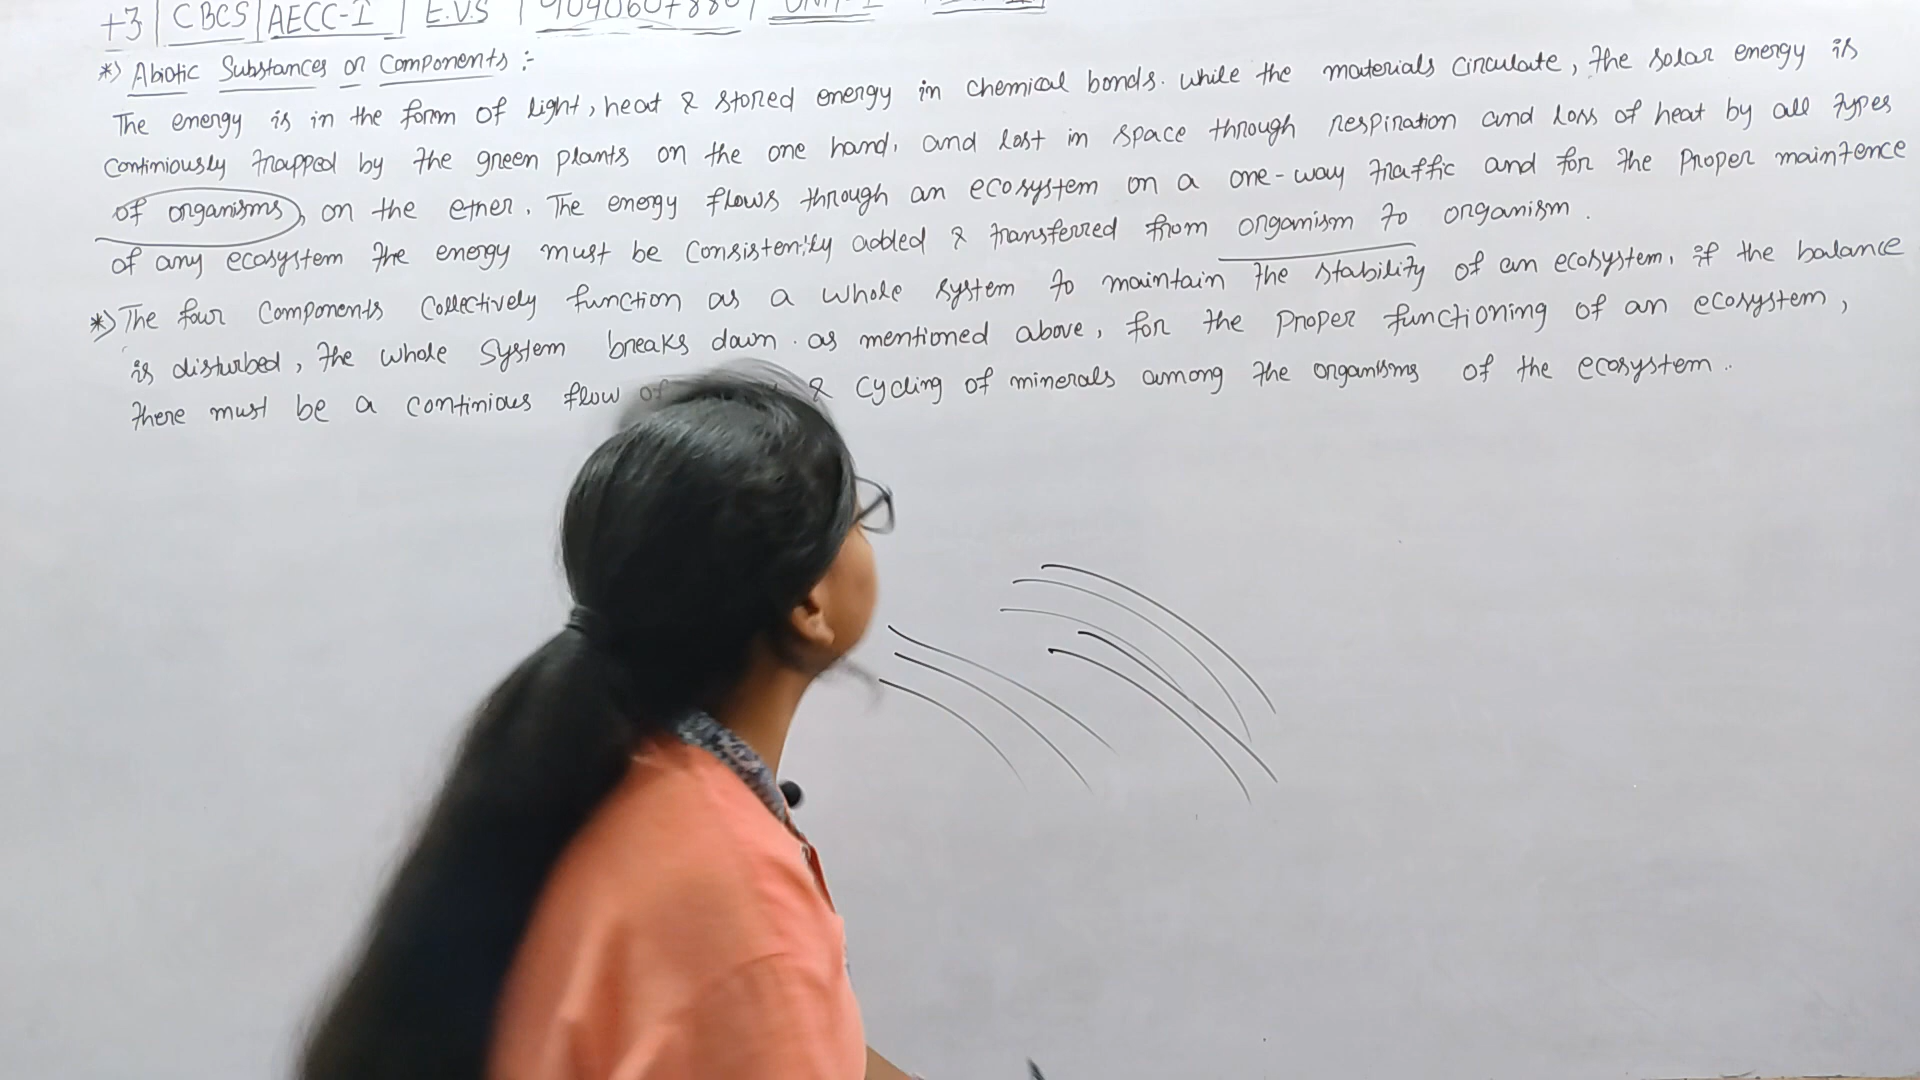 +3 | CBCS | AECC-I | E.V.S |
*) Abiotic Substances or Components :-
The energy is in the form of light, heat & stored energy in chemical bonds. while the materials circulate, the solar energy is
continiously trapped by the green plants on the one hand, and lost in space through respiration and loss of heat by all types
of organisms, on the other. The energy flows through an ecosystem on a one-way traffic and for the proper maintence
of any ecosystem the energy must be consistently added & transferred from organism to organism.
*) The four components collectively function as a whole system to maintain the stability of an ecosystem, if the balance
is disturbed, the whole system breaks down. as mentioned above, for the proper functioning of an ecosystem,
there must be a continious flow of & cycling of minerals among the organisms of the ecosystem..